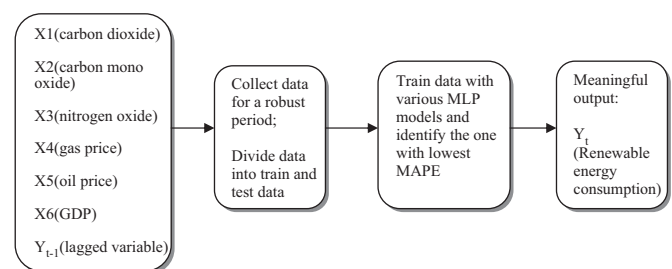 X1(carbon dioxide)
X2(carbon mono
oxide)
X3(nitrogen oxide)
X4(gas price)
X5(oil price)
X6(GDP)
Yt-1(lagged variable)
Collect data
for a robust
period;
Divide data
into train and
test data
Train data with
various MLP
models and
identify the one
with lowest
MAPE
Meaningful
output:
Yt
(Renewable
energy
consumption)